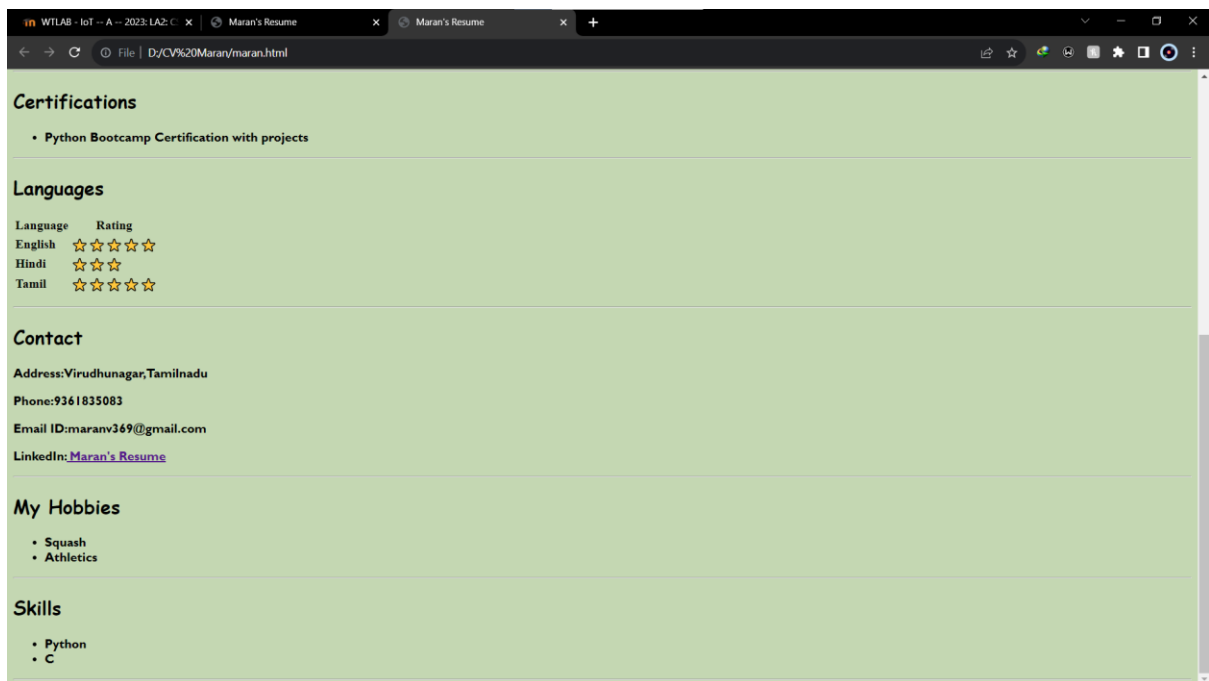 WTLAB - IoT -- A -- 2023: LA2: C
Maran's Resume
Maran's Resume
File
D:/CV%20Maran/maran.html
Certifications
• Python Bootcamp Certification with projects
Languages
Language Rating
English
Hindi
Tamil
Contact
Address:Virudhunagar,Tamilnadu
Phone:9361835083
Email ID:maranv369@gmail.com
LinkedIn: Maran's Resume
My Hobbies
• Squash
• Athletics
Skills
• Python
• C